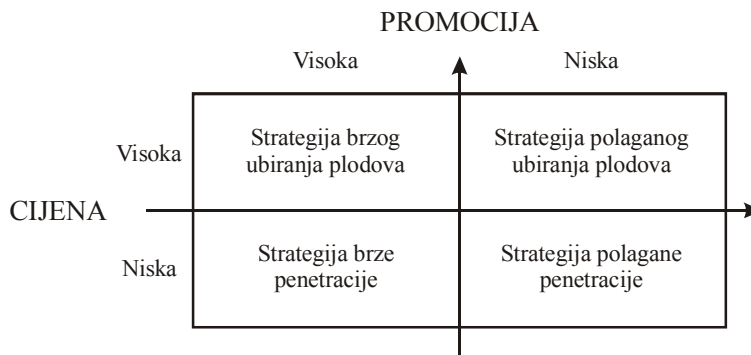 PROMOCIJA
Visoka
Niska
Visoka
Strategija brzog
ubiranja plodova
Strategija polaganog
ubiranja plodova
CIJENA
Niska
Strategija brze
penetracije
Strategija polagane
penetracije